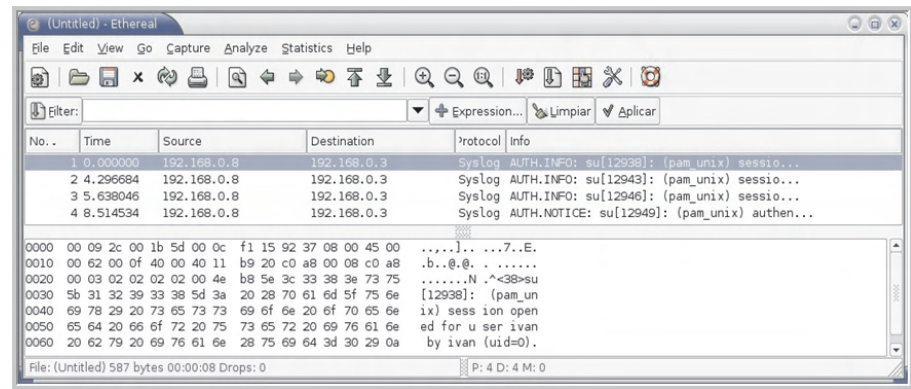 (Untitled) - Ethereal
File Edit View Go Capture Analyze Statistics Help
Filter: Expression... Limpiar Aplicar
No. . Time Source Destination Protocol Info
1 0.000000 192.168.0.8 192.168.0.3 Syslog AUTH.INFO: su[12938]: (pam_unix) sessio...
2 4.296684 192.168.0.8 192.168.0.3 Syslog AUTH.INFO: su[12943]: (pam_unix) sessio...
3 5.638046 192.168.0.8 192.168.0.3 Syslog AUTH.INFO: su[12946]: (pam_unix) sessio...
4 8.514534 192.168.0.8 192.168.0.3 Syslog AUTH.NOTICE: su[12949]: (pam_unix) authen...
0000 00 09 2c 00 1b 5d 00 0c f1 15 92 37 08 00 45 00 ..,..].. ...7..E.
0010 00 62 00 0f 40 00 40 11 b9 20 c0 a8 00 08 c0 a8 .b..@.@. . ......
0020 00 03 02 02 02 02 00 4e b8 5e 3c 33 38 3e 73 75 .......N .^<38>su
0030 5b 31 32 39 33 38 5d 3a 20 28 70 61 6d 5f 75 6e [12938]: (pam_un
0040 69 78 29 20 73 65 73 73 69 6f 6e 20 6f 70 65 6e ix) sess ion open
0050 65 64 20 66 6f 72 20 75 73 65 72 20 69 76 61 6e ed for u ser ivan
0060 20 62 79 20 69 76 61 6e 28 75 69 64 3d 30 29 0a by ivan (uid=0).
File: (Untitled) 587 bytes 00:00:08 Drops: 0 P: 4 D: 4 M: 0